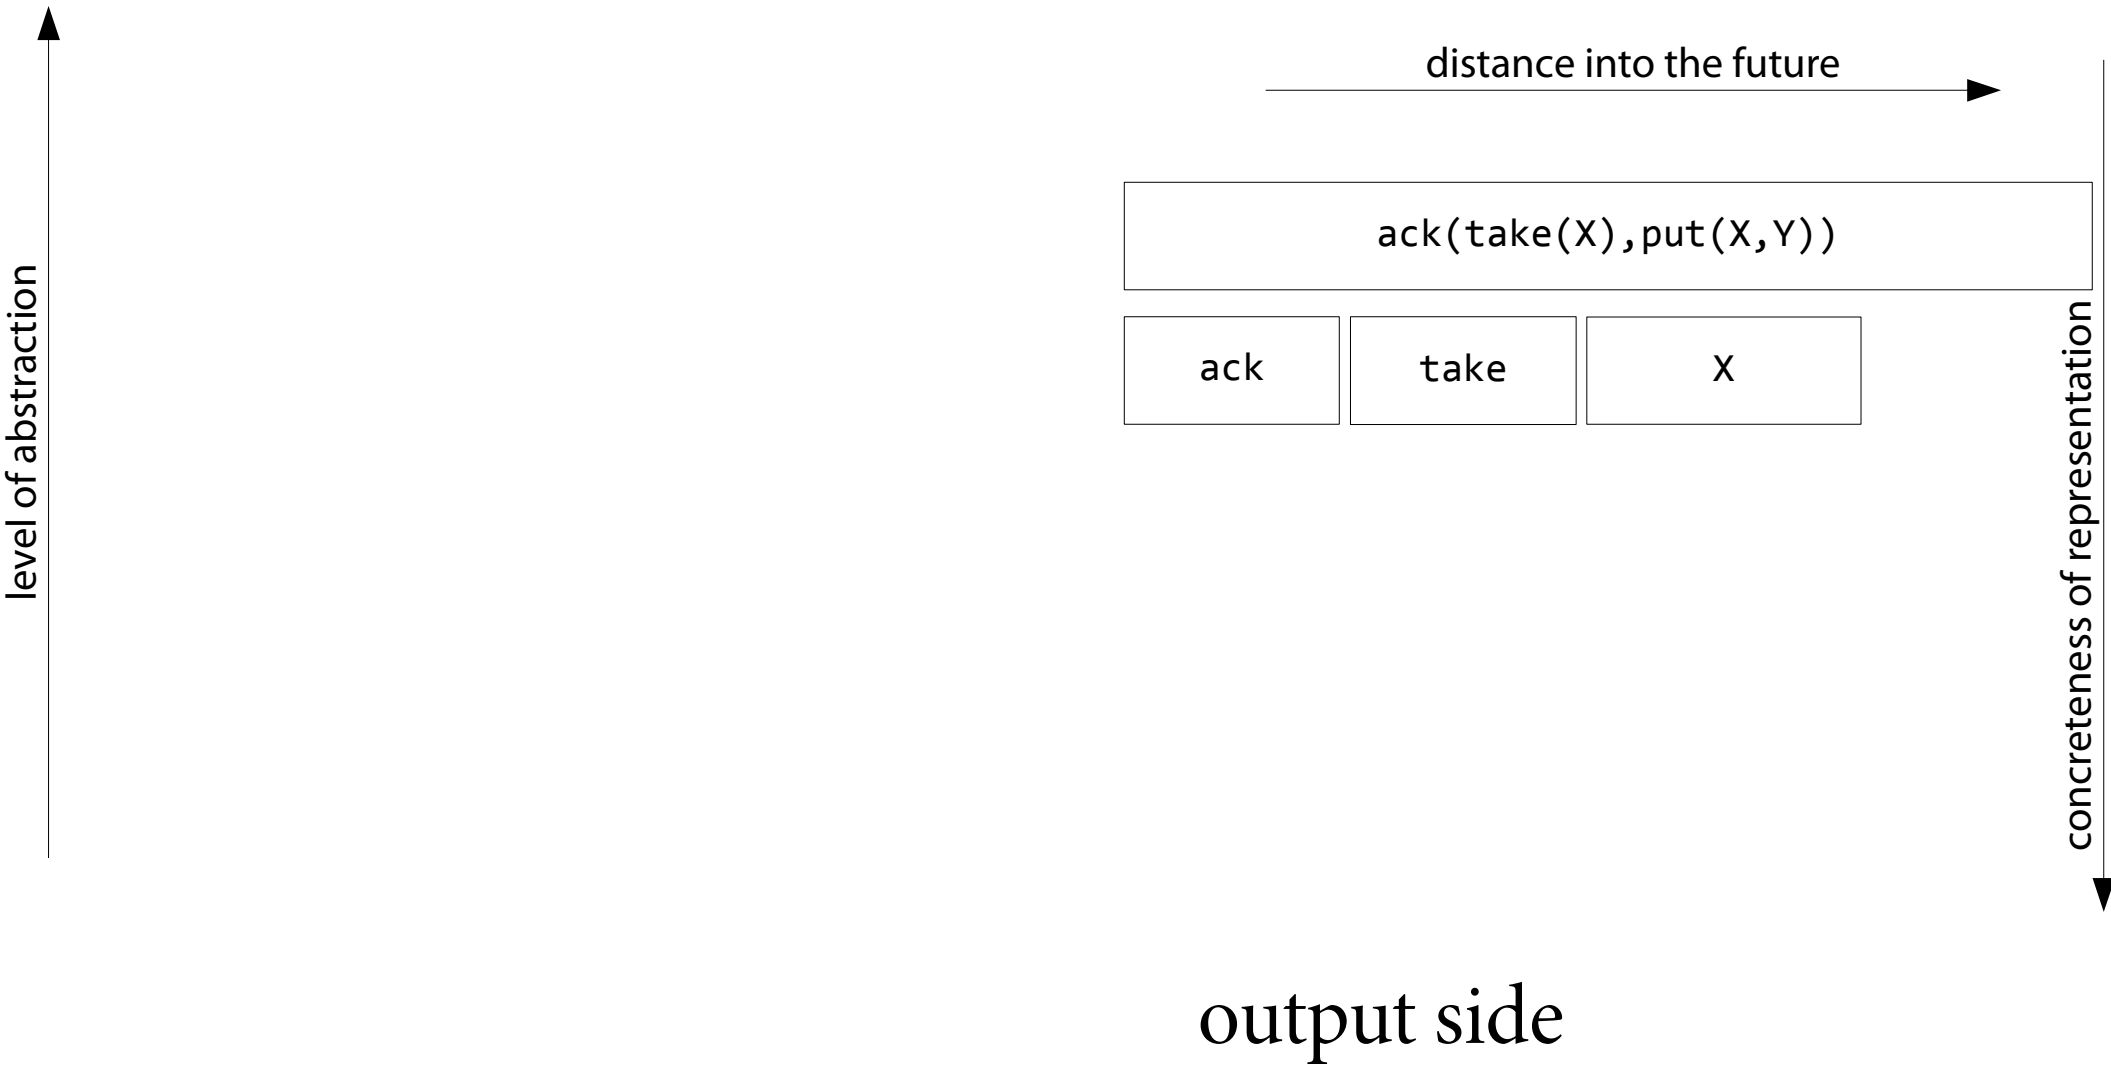 distance into the future
ack(take(X),put(X,Y))
ack
take
X
level of abstraction
concreteness of representation
output side